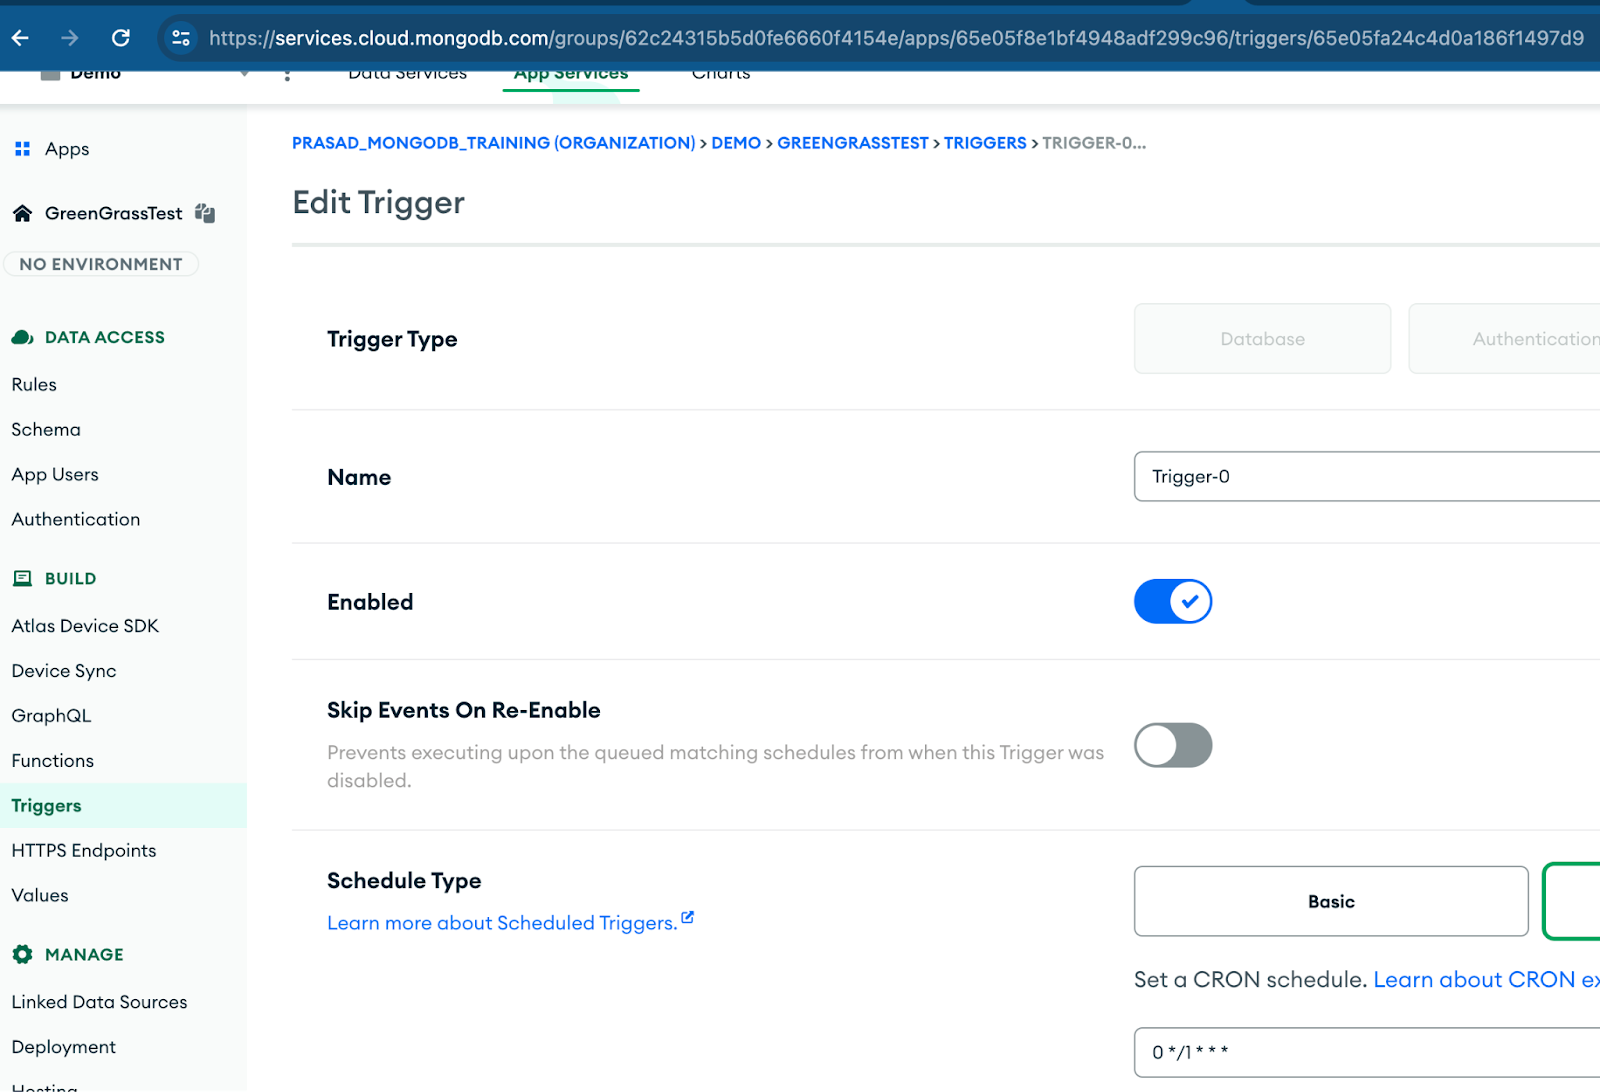 https://services.cloud.mongodb.com/groups/62c24315b5d0fe6660f4154e/apps/65e05f8e1bf4948adf299c96/triggers/65e05fa24c4d0a186f1497d9
Demo
Data Services
App Services
Charts
Apps
GreenGrassTest
NO ENVIRONMENT
DATA ACCESS
Rules
Schema
App Users
Authentication
BUILD
Atlas Device SDK
Device Sync
GraphQL
Functions
Triggers
HTTPS Endpoints
Values
MANAGE
Linked Data Sources
Deployment
Hosting
PRASAD_MONGODB_TRAINING (ORGANIZATION) > DEMO > GREENGRASSTEST > TRIGGERS > TRIGGER-0...
Edit Trigger
Trigger Type
Database
Authentication
Name
Trigger-0
Enabled
Skip Events On Re-Enable
Prevents executing upon the queued matching schedules from when this Trigger was
disabled.
Schedule Type
Learn more about Scheduled Triggers.
Basic
Set a CRON schedule. Learn about CRON ex
0 */1 * * *